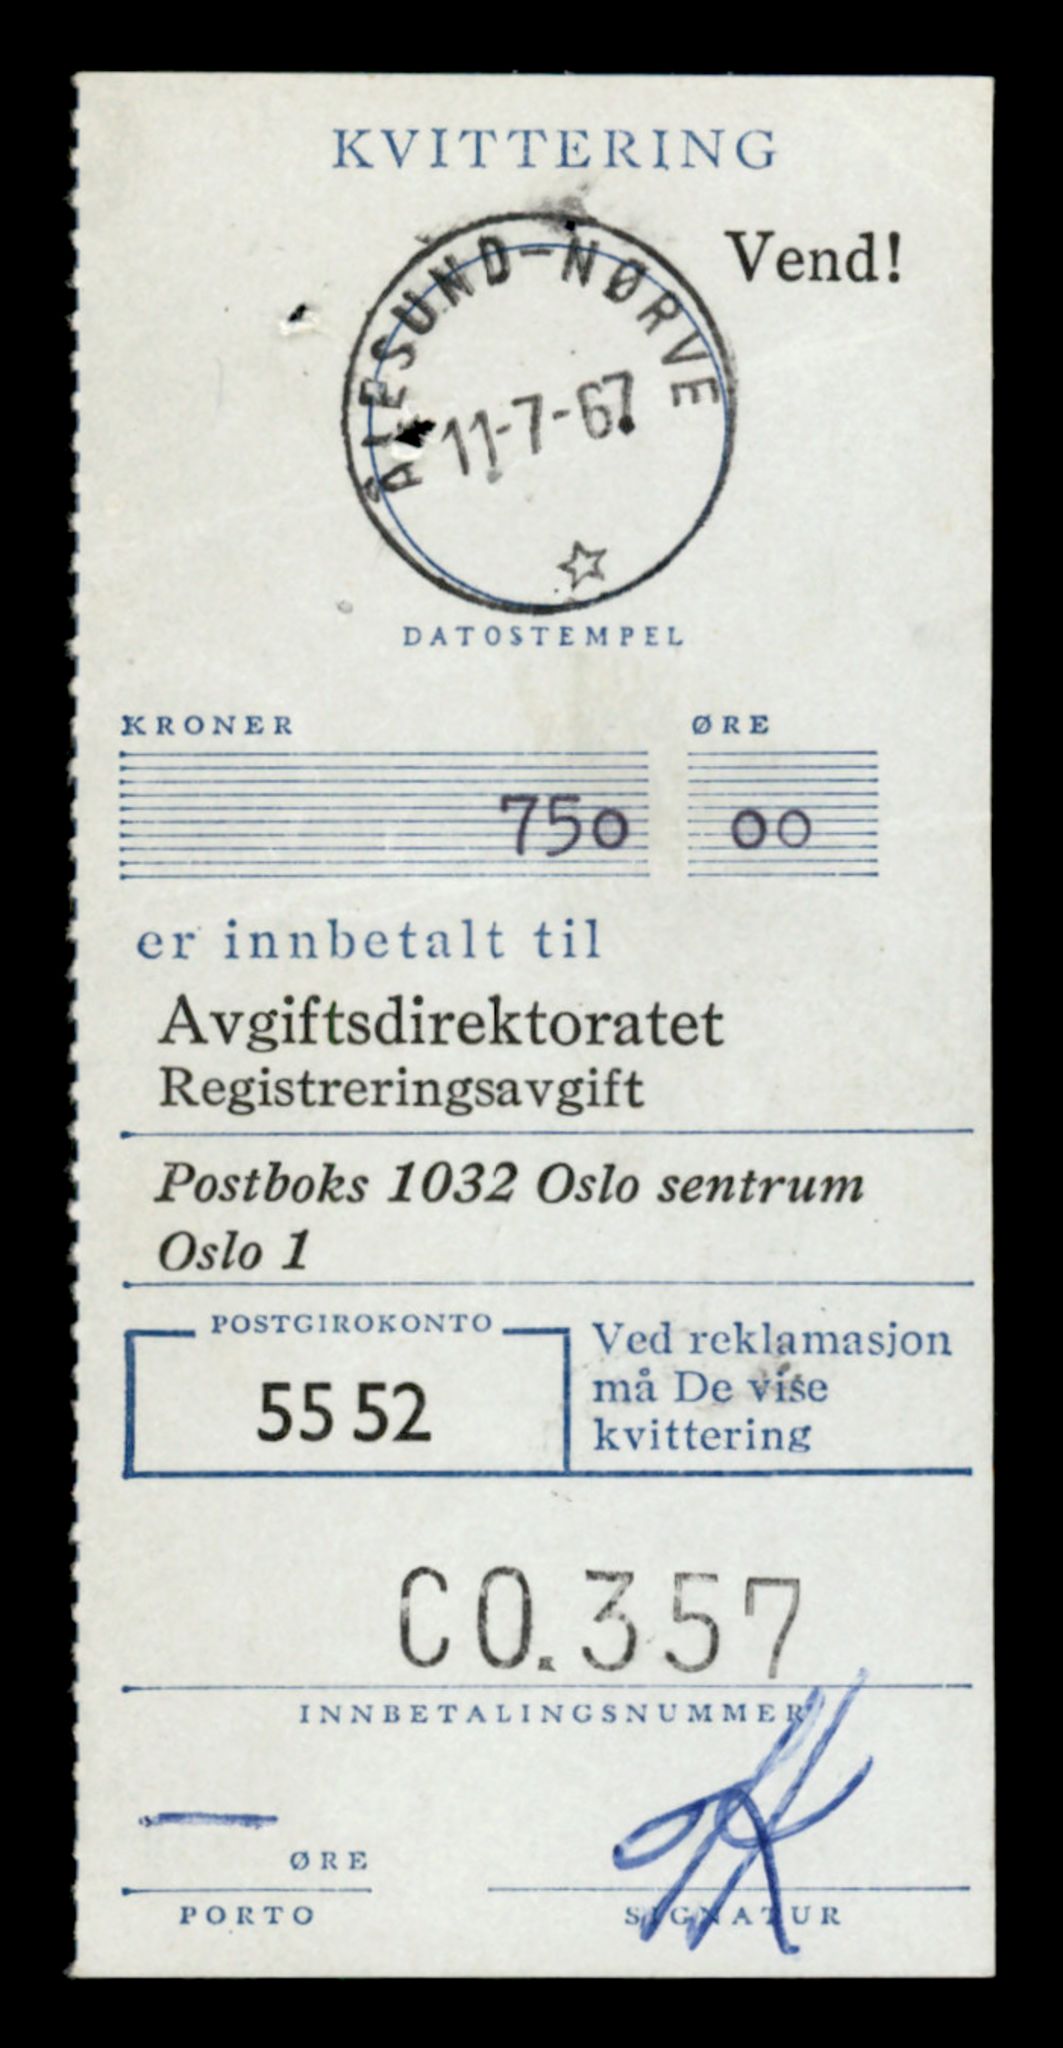 KVITTERING
Vend!
ÅLESUND-NØRVE
11-7-67
DATOSTEMPEL
KRONER ØRE
750 00
er innbetalt til
Avgiftsdirektoratet
Registreringsavgift
Postboks 1032 Oslo sentrum
Oslo 1
POSTGIROKONTO
55 52
Ved reklamasjon
må De vise
kvittering
CO.357
INNBETALINGSNUMMER
—
ØRE
PORTO
SIGNATUR